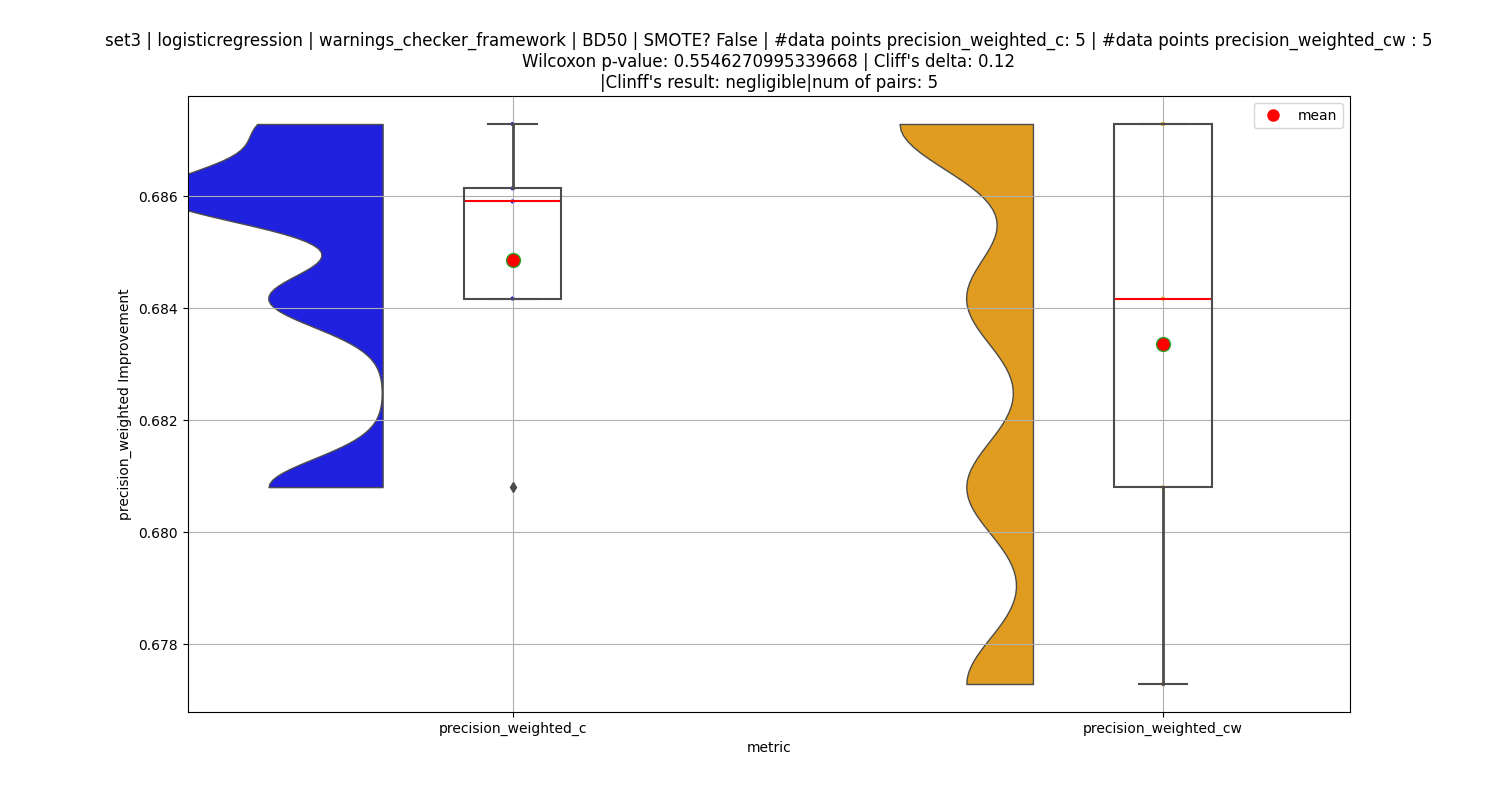 set3 | logisticregression | warnings_checker_framework | BD50 | SMOTE? False | #data points precision_weighted_c: 5 | #data points precision_weighted_cw : 5
Wilcoxon p-value: 0.5546270995339668 | Cliff's delta: 0.12
|Clinff's result: negligible|num of pairs: 5
mean
0.686
0.684
0.682
0.680
0.678
precision_weighted Improvement
precision_weighted_c
precision_weighted_cw
metric